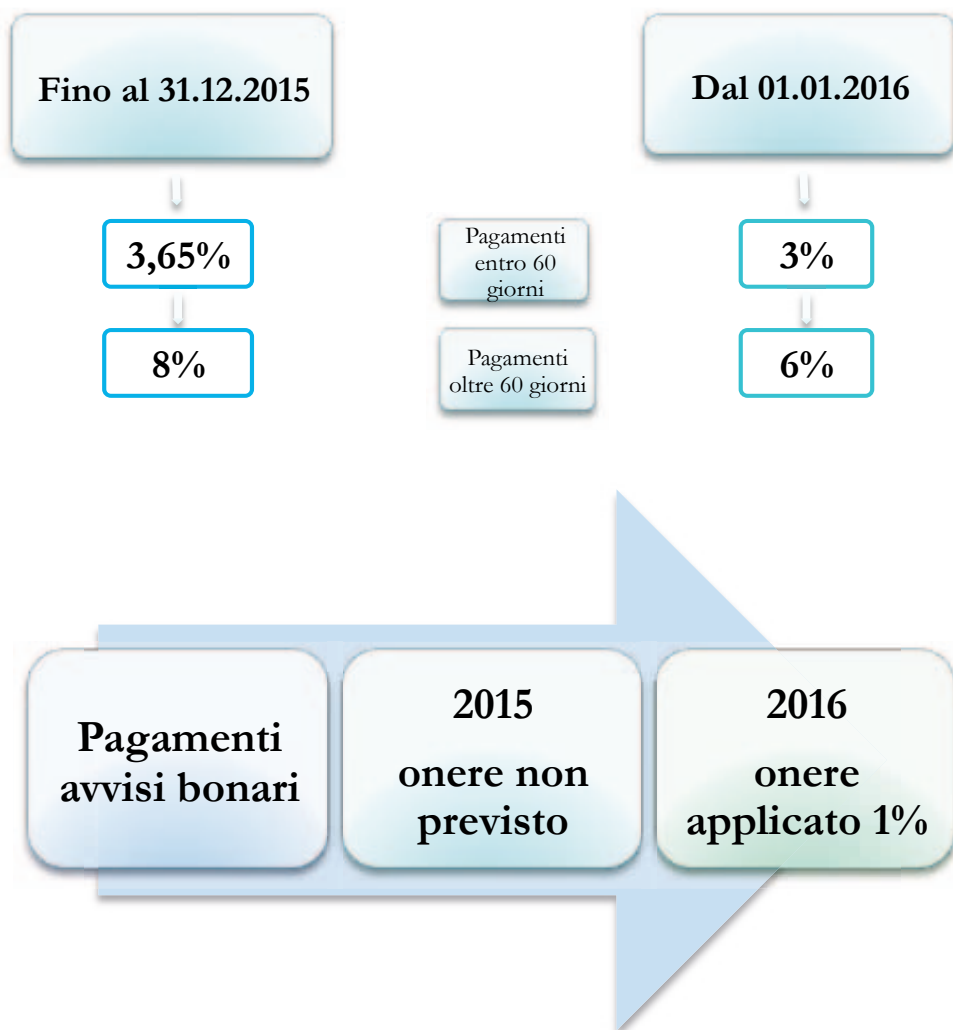 Fino al 31.12.2015
Dal 01.01.2016
3,65%
Pagamenti
entro 60
giorni
3%
8%
Pagamenti
oltre 60 giorni
6%
Pagamenti
avvisi bonari
2015
onere non
previsto
2016
onere
applicato 1%